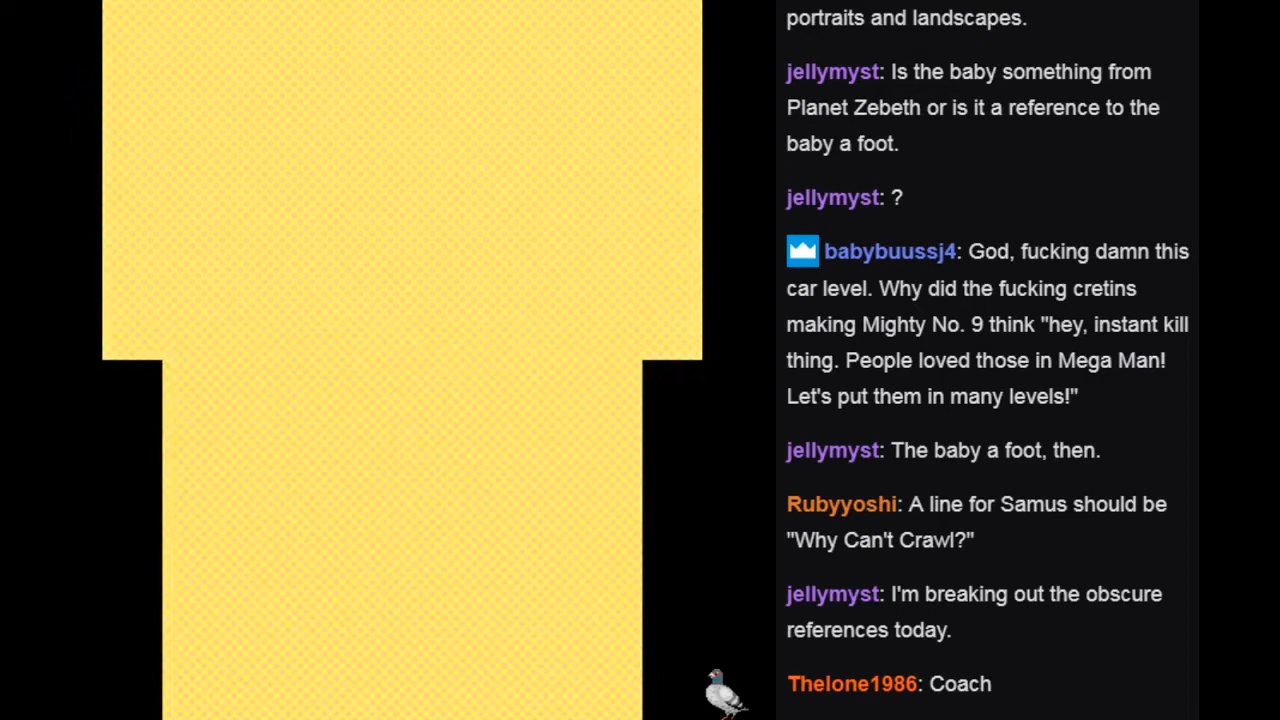 portraits and landscapes.
jellymyst: Is the baby something from
Planet Zebeth or is it a reference to the
baby a foot.
jellymyst: ?
babybuussj4: God, fucking damn this
car level. Why did the fucking cretins
making Mighty No. 9 think "hey, instant kill
thing. People loved those in Mega Man!
Let's put them in many levels!"
jellymyst: The baby a foot, then.
Rubyyoshi: A line for Samus should be
"Why Can't Crawl?"
jellymyst: I'm breaking out the obscure
references today.
Thelone1986: Coach